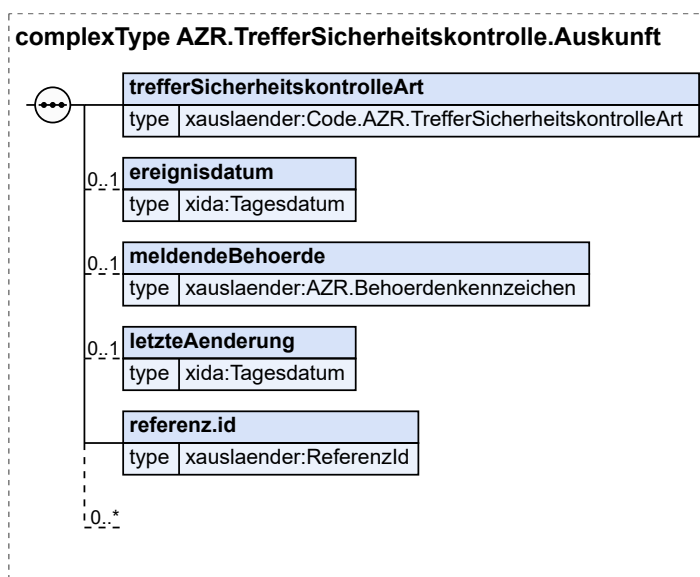 complexType AZR.TrefferSicherheitskontrolle.Auskunft
trefferSicherheitskontrolleArt
type xauslaender:Code.AZR.TrefferSicherheitskontrolleArt
0..1 ereignisdatum
type xida:Tagesdatum
0..1 meldendeBehoerde
type xauslaender:AZR.Behoerdenkennzeichen
0..1 letzteAenderung
type xida:Tagesdatum
referenz.id
type xauslaender:ReferenzId
0..*